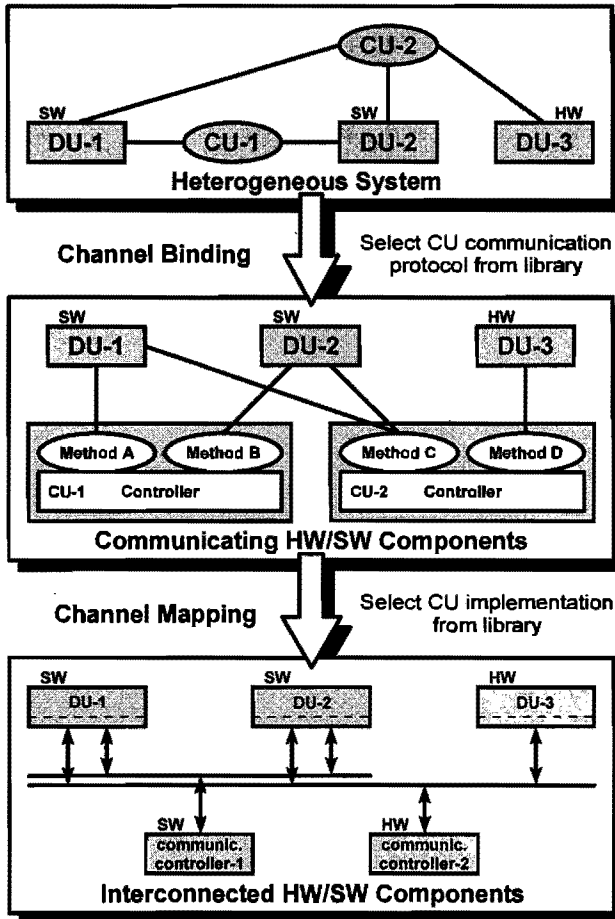 CU-2
SW
SW
HW
DU-1
CU-1
DU-2
DU-3
Heterogeneous System
Channel Binding
Select CU communication
protocol from library
SW
SW
HW
DU-1
DU-2
DU-3
Method A
Method B
Method C
Method D
CU-1 Controller
CU-2 Controller
Communicating HW/SW Components
Channel Mapping
Select CU implementation
from library
SW
SW
HW
DU-1
DU-2
DU-3
SW
HW
communic.
controller-1
communic.
controller-2
Interconnected HW/SW Components